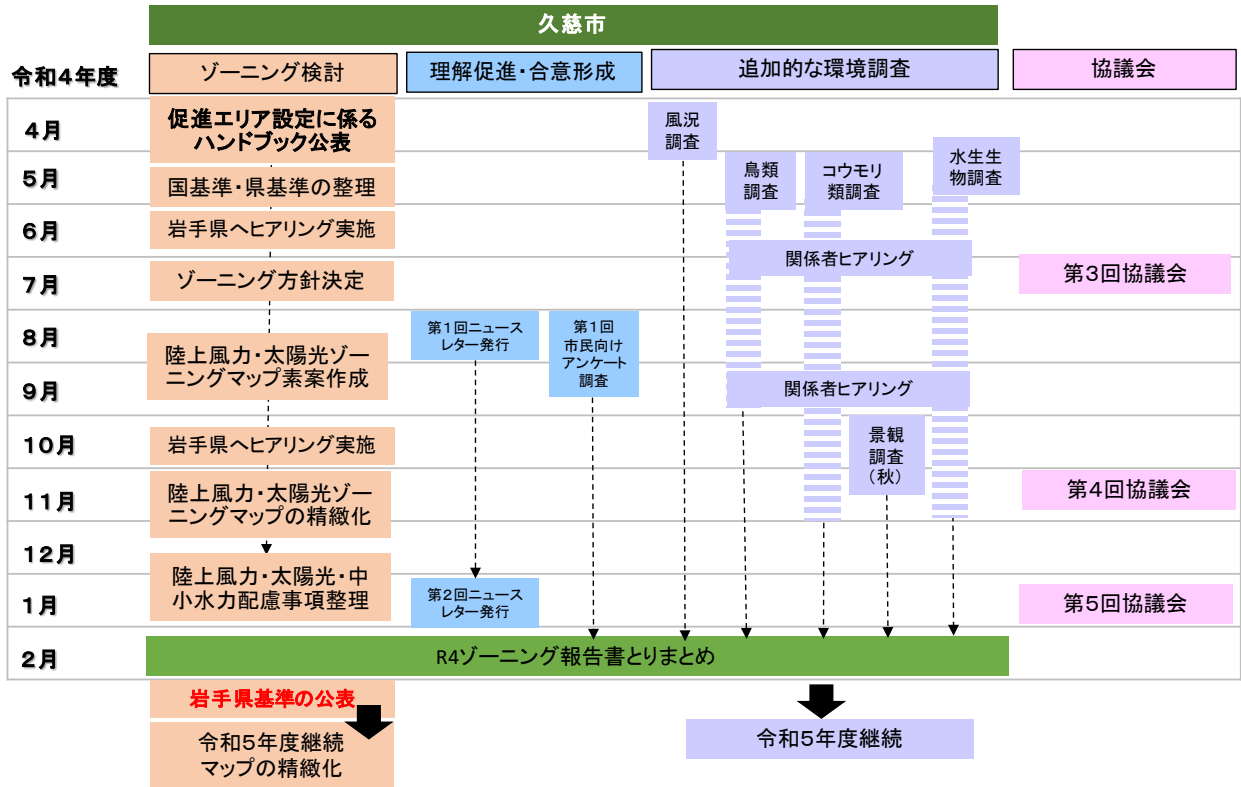 久慈市
令和４年度
ゾーニング検討
理解促進・合意形成
追加的な環境調査
協議会
４月
促進エリア設定に係る
ハンドブック公表
風況
調査
５月
国基準・県基準の整理
鳥類
調査
コウモリ
類調査
水生生
物調査
６月
岩手県へヒアリング実施
関係者ヒアリング
７月
ゾーニング方針決定
第３回協議会
８月
第１回ニュース
レター発行
第１回
市民向け
アンケート
調査
陸上風力・太陽光ゾー
ニングマップ素案作成
９月
関係者ヒアリング
１０月
岩手県へヒアリング実施
景観
調査
（秋）
１１月
陸上風力・太陽光ゾー
ニングマップの精緻化
第４回協議会
１２月
陸上風力・太陽光・中
小水力配慮事項整理
１月
第２回ニュース
レター発行
第５回協議会
２月
R4ゾーニング報告書とりまとめ
岩手県基準の公表
令和５年度継続
マップの精緻化
令和５年度継続